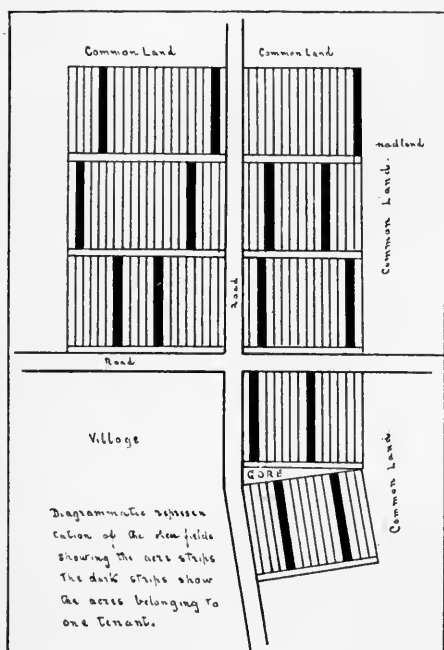 Common Land
Common Land
headland
Common Land.
Road
Road
Village
GORE
Common Land
Diagrammatic represen
tation of the open fields
showing the acre strips
The dark strips show
the acres belonging to
one tenant.